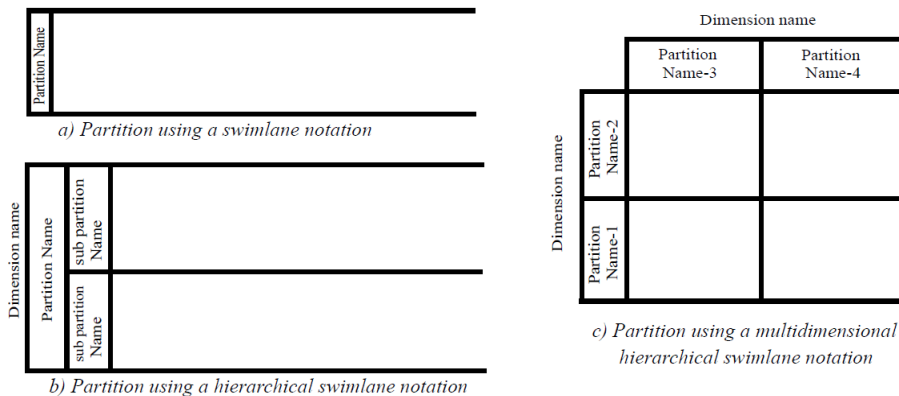 Partition Name
a) Partition using a swimlane notation
Dimension name
Partition Name
sub partition
Name
sub partition
Name
b) Partition using a hierarchical swimlane notation
Dimension name
Partition
Name-3
Partition
Name-4
Dimension name
Partition
Name-2
Partition
Name-1
c) Partition using a multidimensional
hierarchical swimlane notation